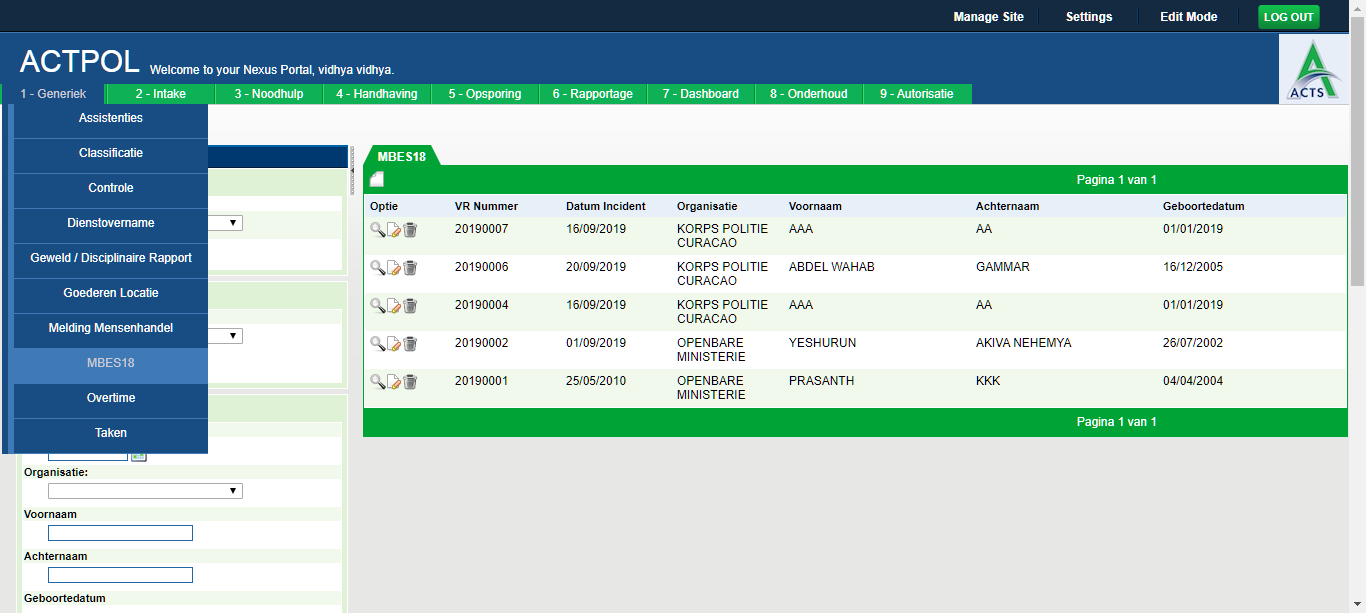 Manage Site Settings Edit Mode LOG OUT
ACTPOL Welcome to your Nexus Portal, vidhya vidhya.
ACTS
1 - Generiek 2 - Intake 3 - Noodhulp 4 - Handhaving 5 - Opsporing 6 - Rapportage 7 - Dashboard 8 - Onderhoud 9 - Autorisatie
Assistenties
Classificatie
Controle
Dienstovername
Geweld / Disciplinaire Rapport
Goederen Locatie
Melding Mensenhandel
MBES18
Overtime
Taken
Organisatie:
Voornaam
Achternaam
Geboortedatum
MBES18
Pagina 1 van 1
Optie VR Nummer Datum Incident Organisatie Voornaam Achternaam Geboortedatum
20190007 16/09/2019 KORPS POLITIE AAA AA 01/01/2019
CURACAO
20190006 20/09/2019 KORPS POLITIE ABDEL WAHAB GAMMAR 16/12/2005
CURACAO
20190004 16/09/2019 KORPS POLITIE AAA AA 01/01/2019
CURACAO
20190002 01/09/2019 OPENBARE YESHURUN AKIVA NEHEMYA 26/07/2002
MINISTERIE
20190001 25/05/2010 OPENBARE PRASANTH KKK 04/04/2004
MINISTERIE
Pagina 1 van 1